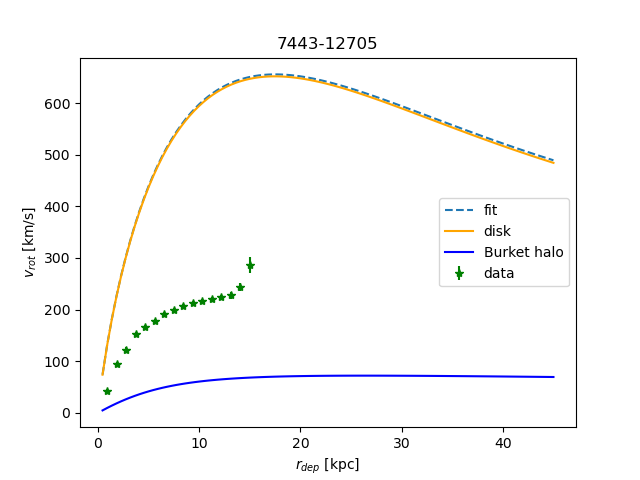 7443-12705
600
500
400
300
200
100
0
v_rot [km/s]
fit
disk
Burket halo
data
0 10 20 30 40
r_dep [kpc]